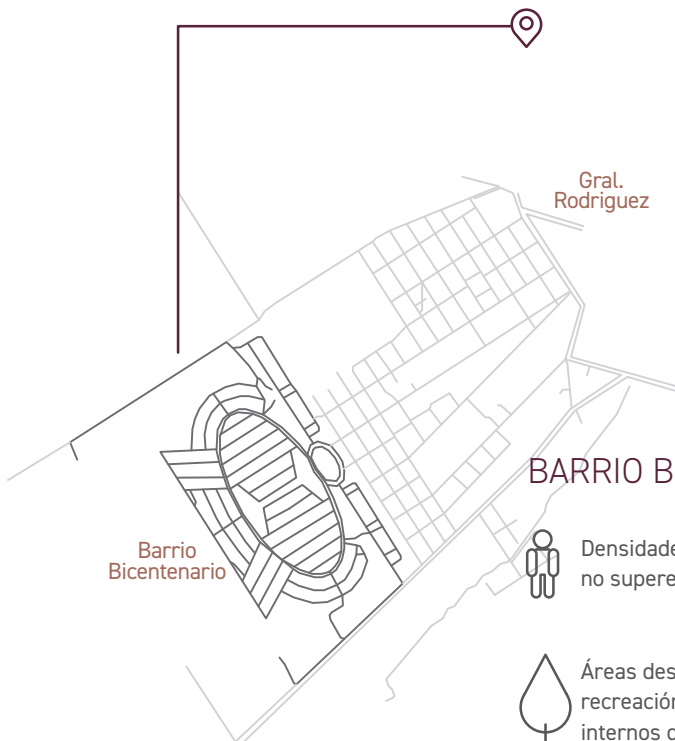 Gral.
Rodriguez
BARRIO B
Barrio
Bicentenario
Densidade
no supere
Áreas des
recreación
internos